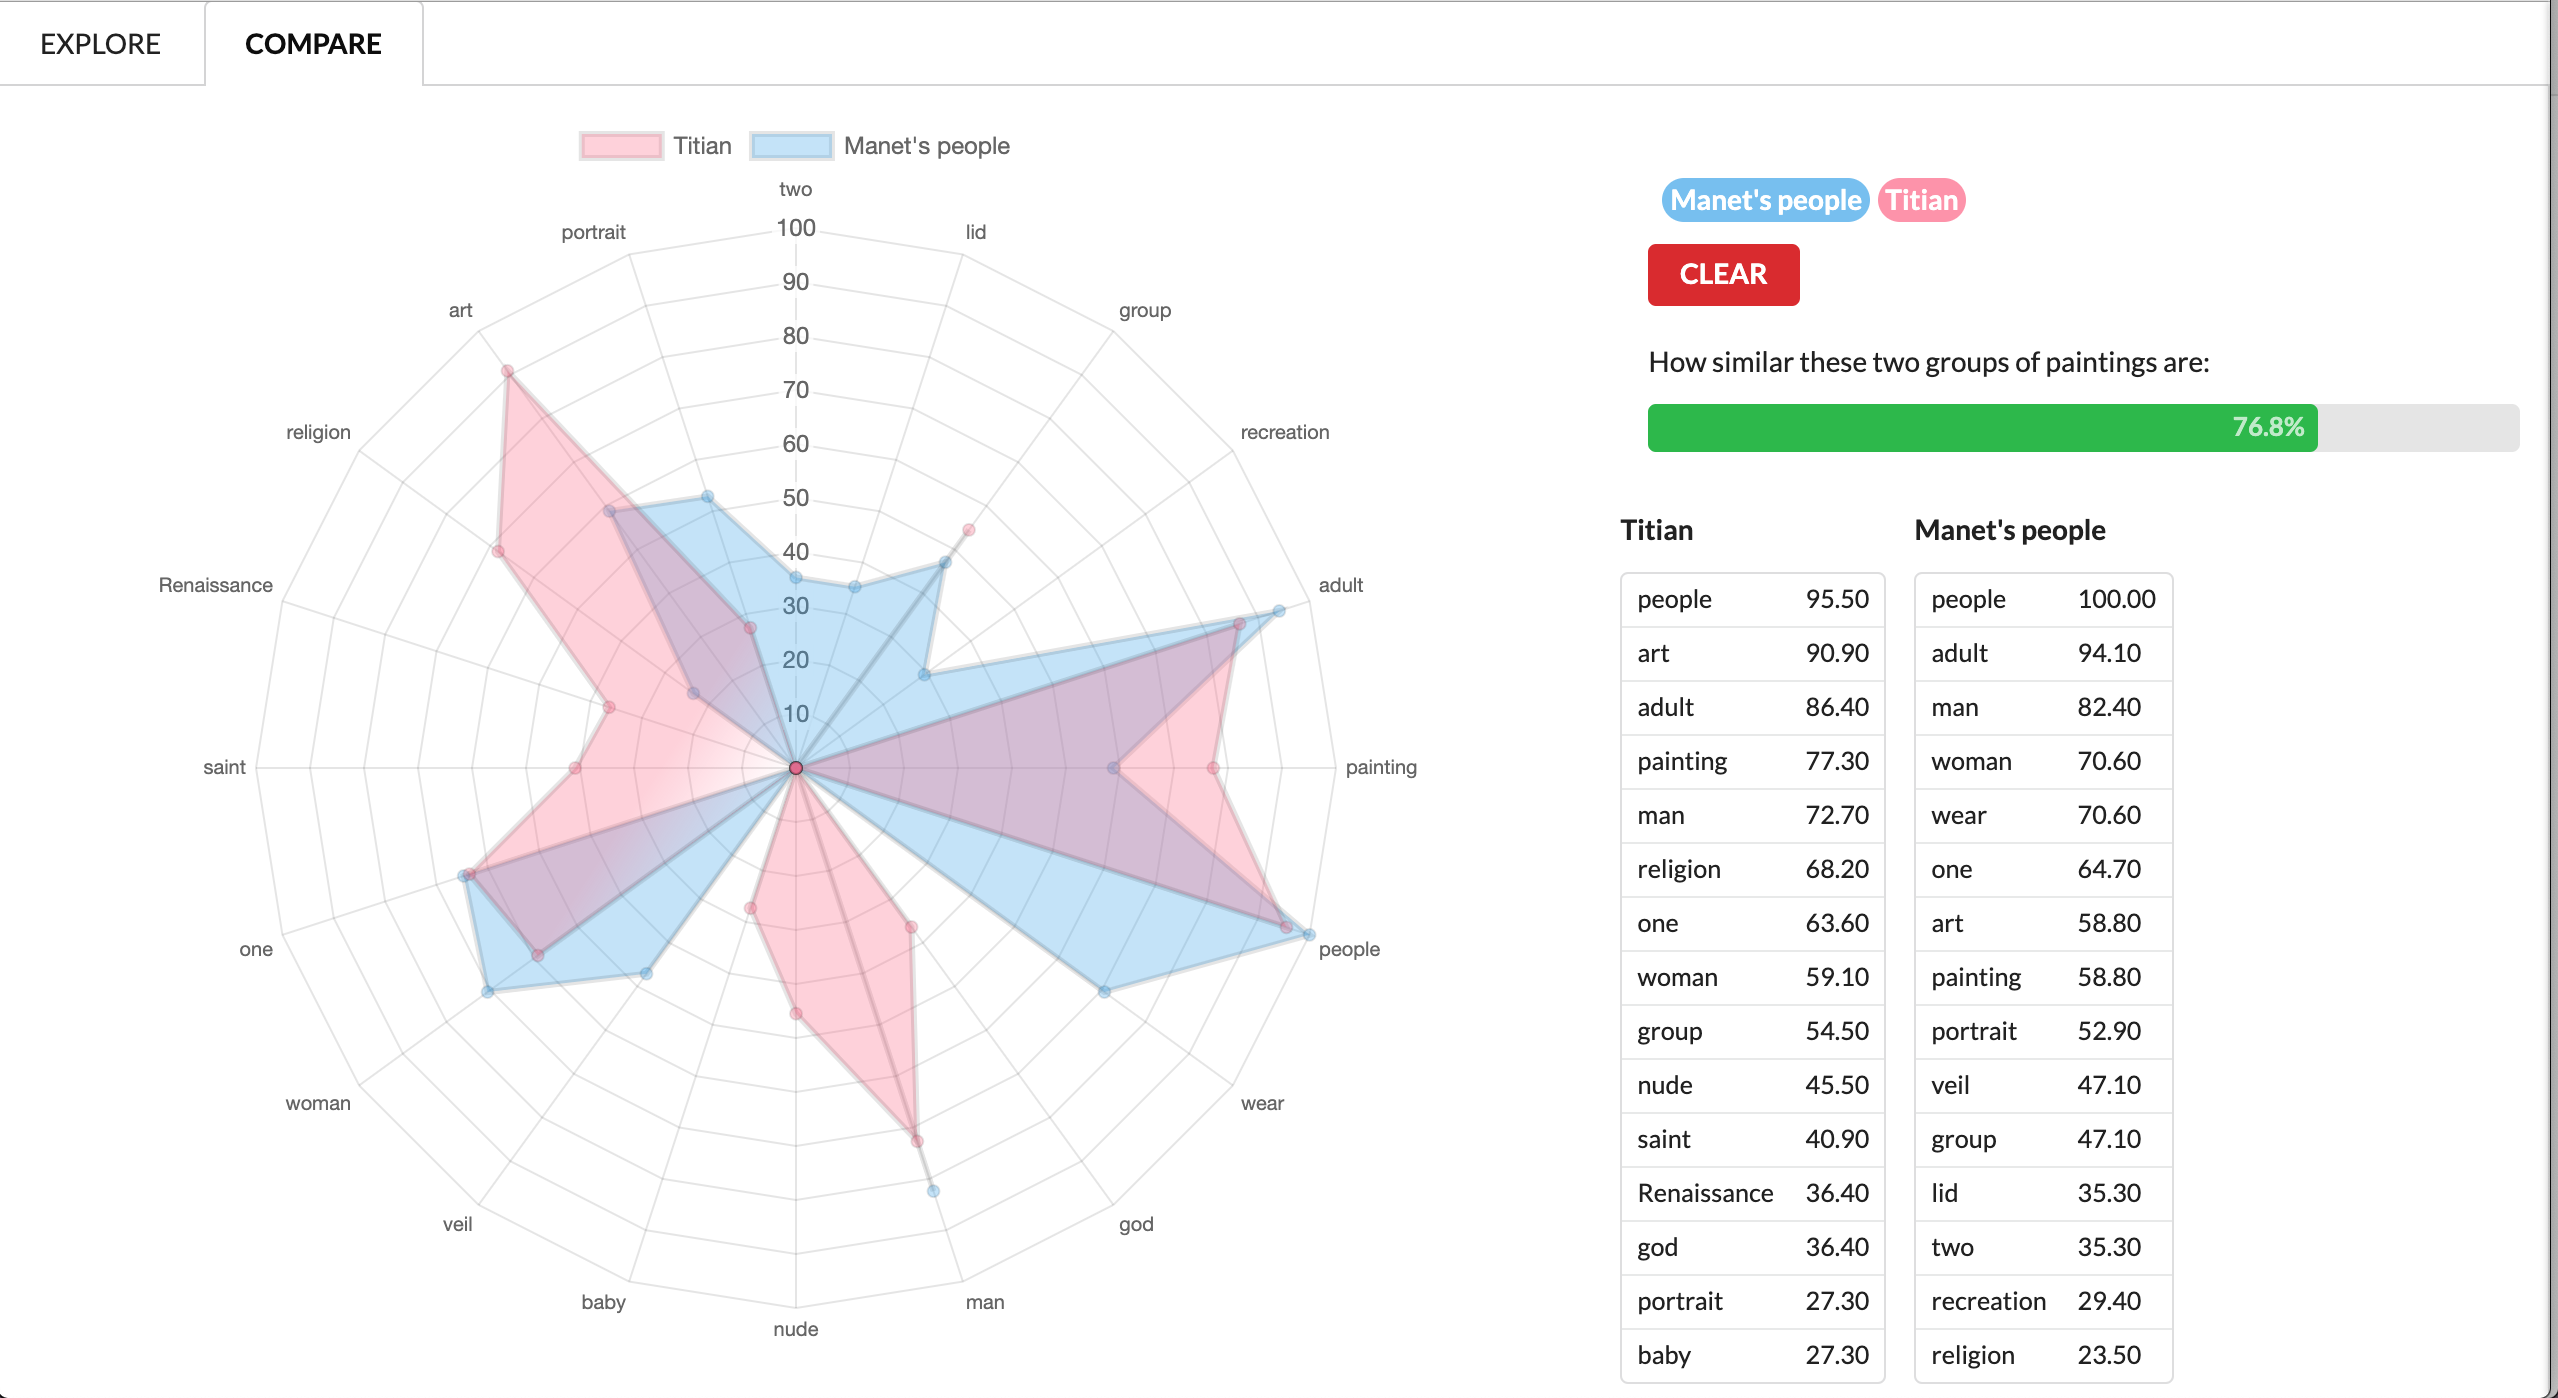 EXPLORE COMPARE
Titian Manet's people
two
100
90
80
70
60
50
40
30
20
10
lid
group
recreation
adult
painting
people
wear
god
man
nude
baby
veil
woman
one
saint
Renaissance
religion
art
portrait
Manet's people Titian
CLEAR
How similar these two groups of paintings are:
76.8%
Titian
people 95.50
art 90.90
adult 86.40
painting 77.30
man 72.70
religion 68.20
one 63.60
woman 59.10
group 54.50
nude 45.50
saint 40.90
Renaissance 36.40
god 36.40
portrait 27.30
baby 27.30
Manet's people
people 100.00
adult 94.10
man 82.40
woman 70.60
wear 70.60
one 64.70
art 58.80
painting 58.80
portrait 52.90
veil 47.10
group 47.10
lid 35.30
two 35.30
recreation 29.40
religion 23.50